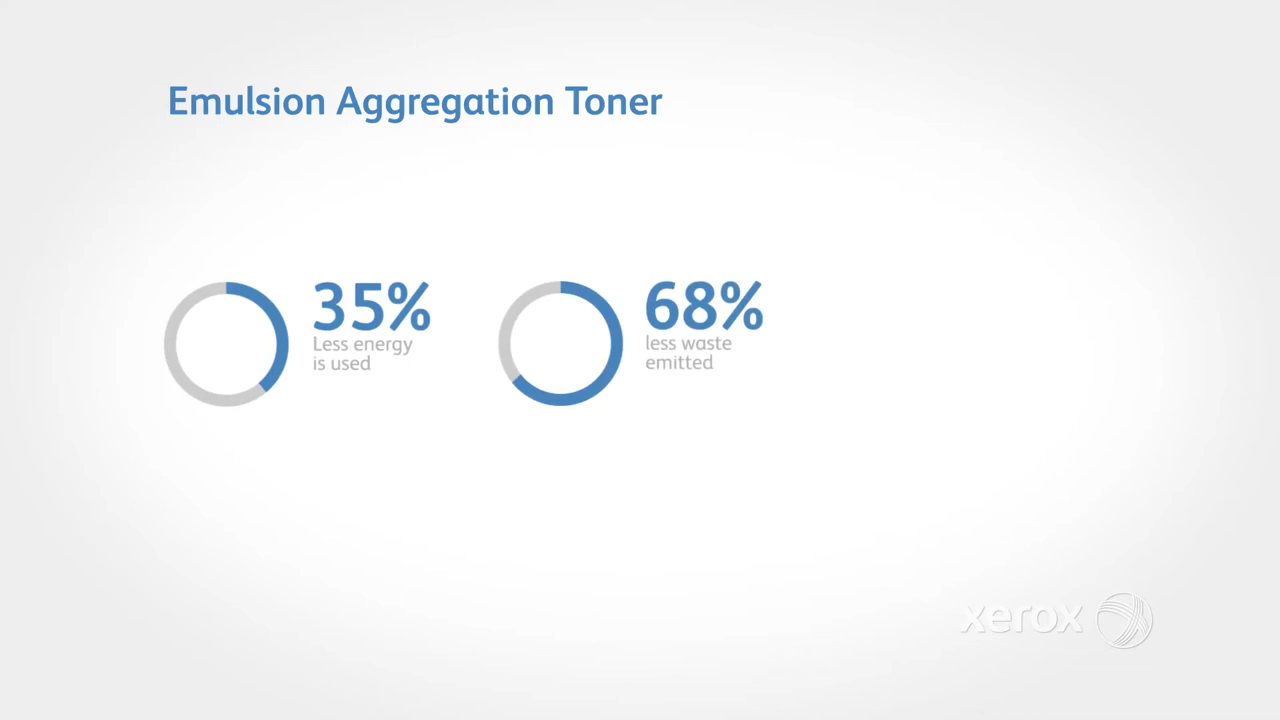 Emulsion Aggregation Toner
35%
Less energy
is used
68%
less waste
emitted
xerox